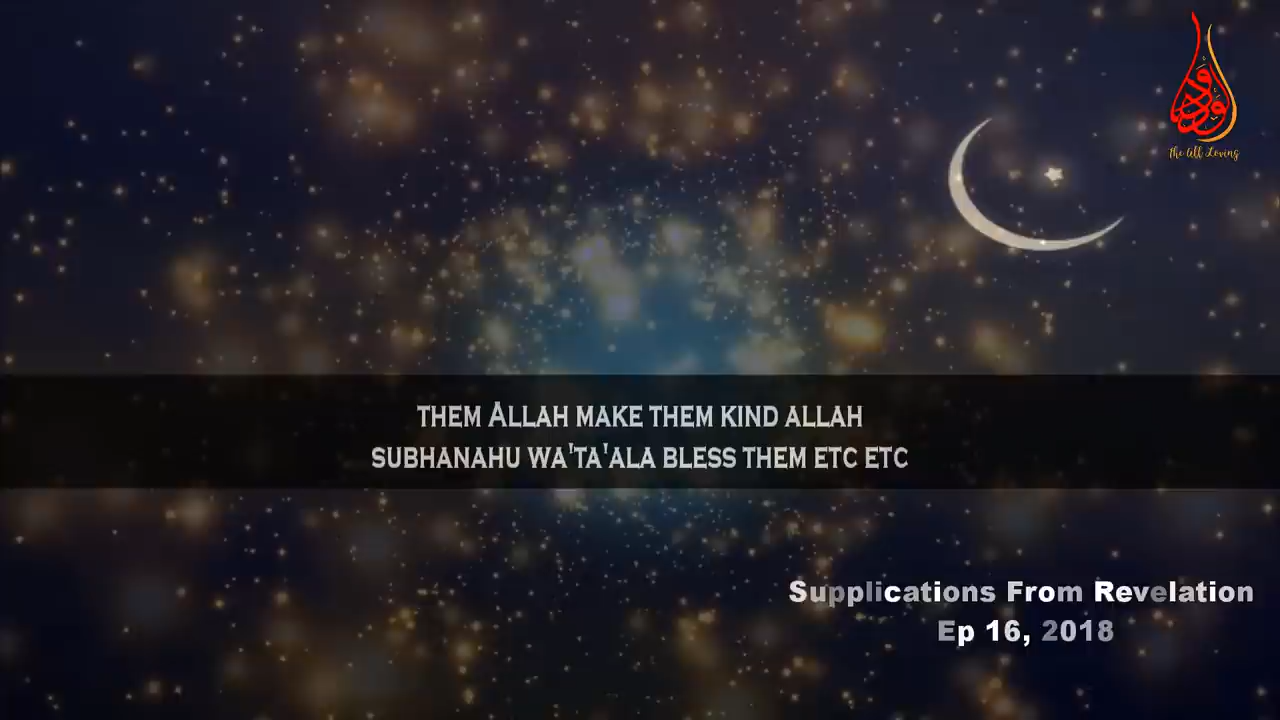 الودود
The All Loving
THEM ALLAH MAKE THEM KIND ALLAH
SUBHANAHU WA'TA'ALA BLESS THEM ETC ETC
Supplications From Revelation
Ep 16, 2018